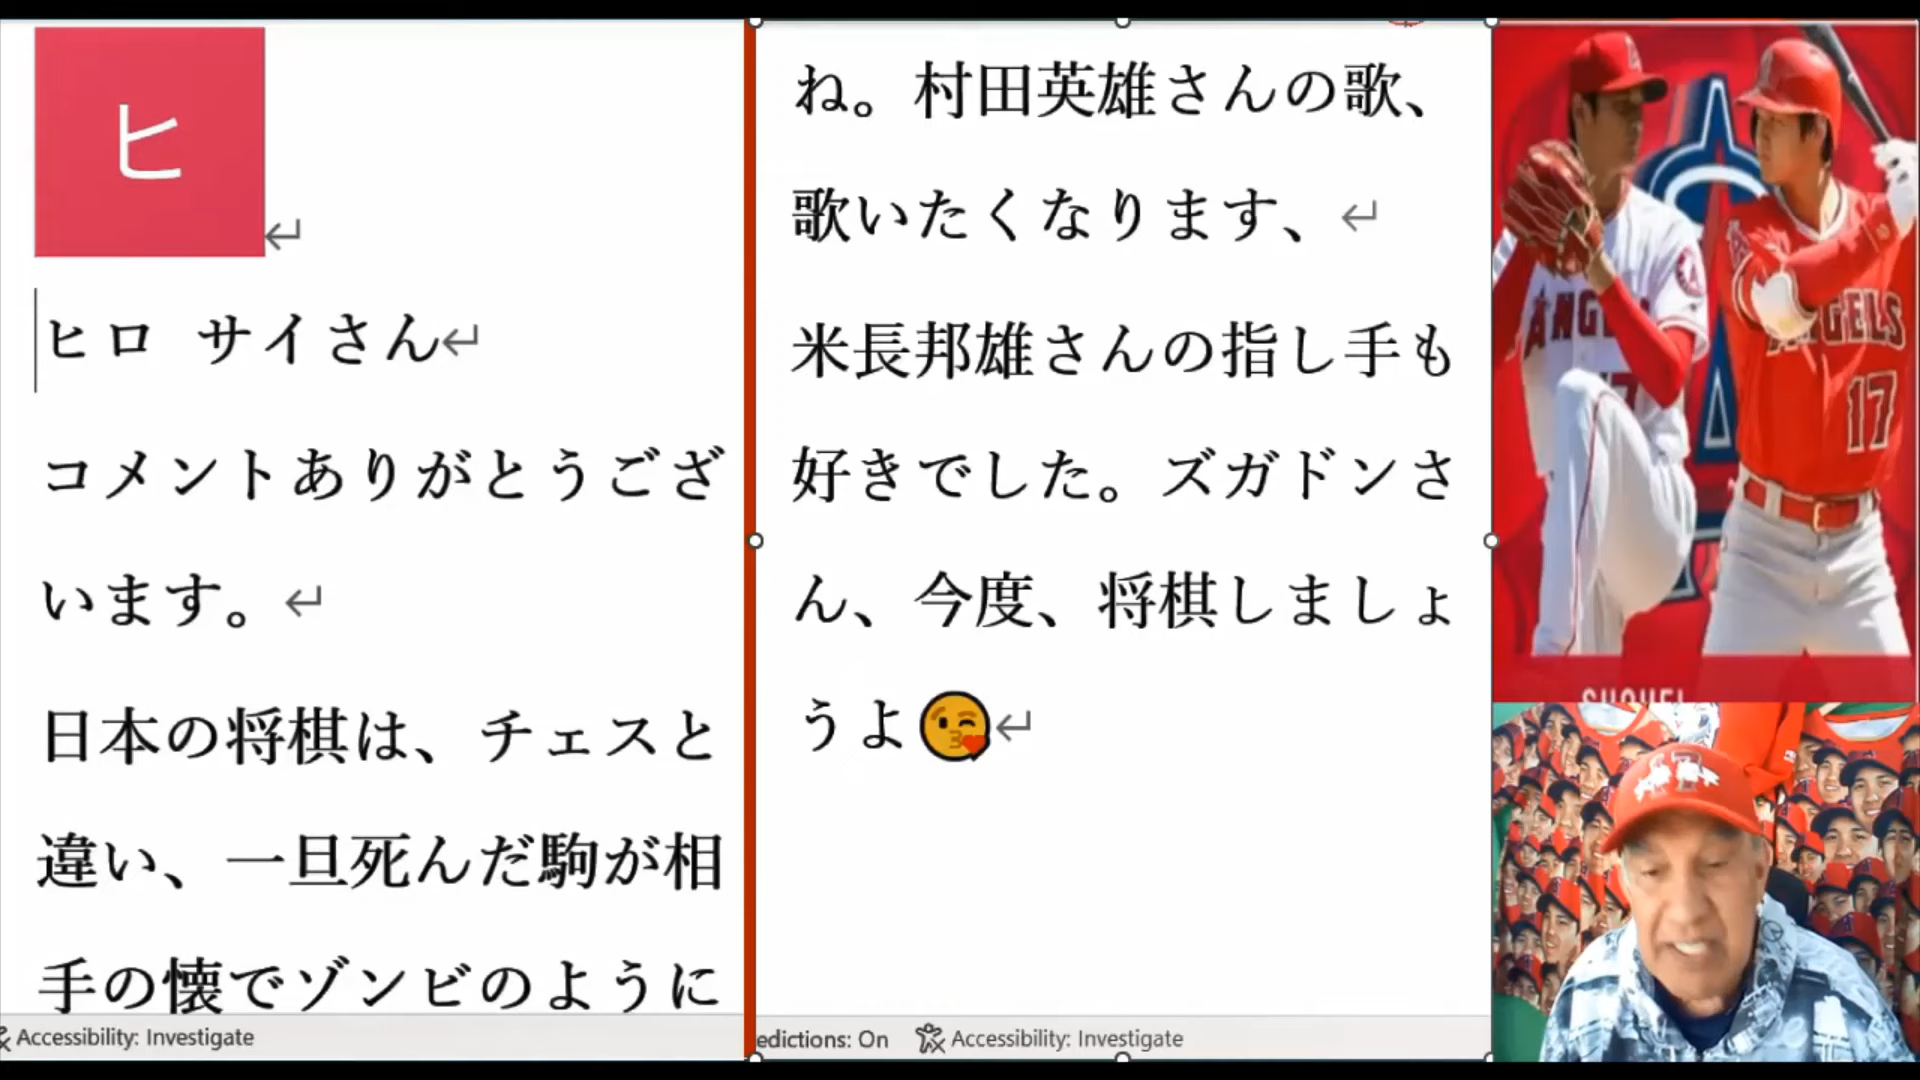 ヒ
ヒロ サイさん
コメントありがとうござ
います。
日本の将棋は、チェスと
違い、一旦死んだ駒が相
手の懐でゾンビのように
Accessibility: Investigate
ね。村田英雄さんの歌、
歌いたくなります、
米長邦雄さんの指し手も
好きでした。ズガドンさ
ん、今度、将棋しましょ
うよ😘
edictions: On Accessibility: Investigate
ANGELS
17